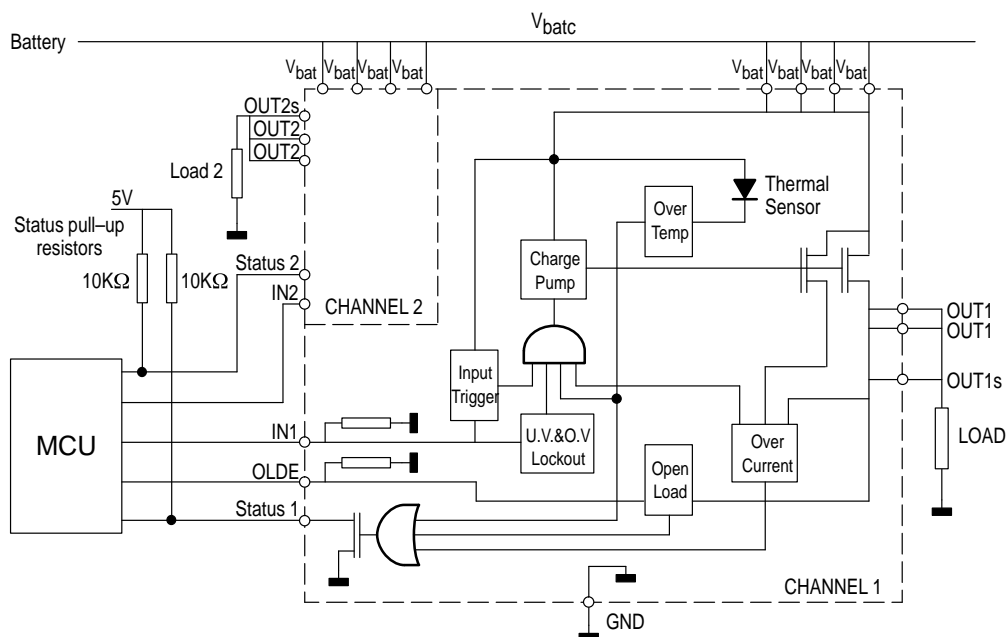 Battery
Vbatc
Vbat Vbat Vbat Vbat
Vbat Vbat Vbat Vbat
OUT2s
OUT2
OUT2
Load 2
5V
Status pull–up
resistors
10KΩ
10KΩ
Status 2
IN2
CHANNEL 2
Over
Temp
Thermal
Sensor
Charge
Pump
OUT1
OUT1
OUT1s
Input
Trigger
MCU
IN1
OLDE
Status 1
U.V.&O.V
Lockout
Open
Load
Over
Current
LOAD
CHANNEL 1
GND